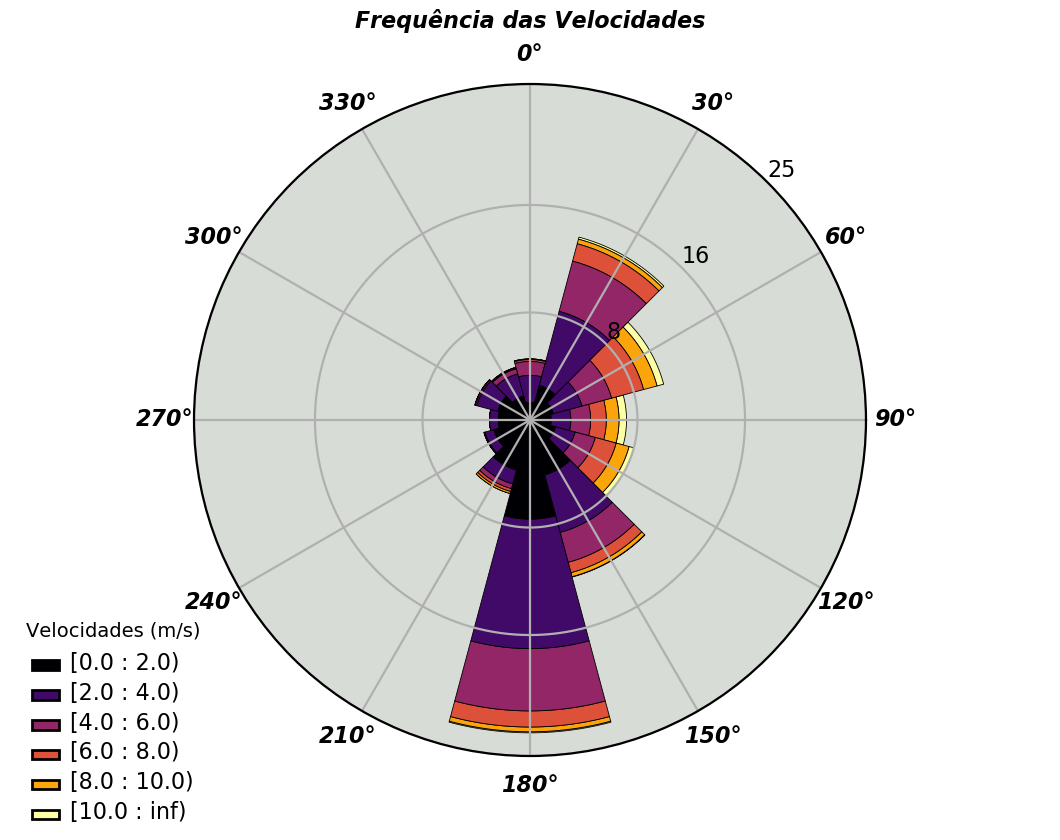 Frequência das Velocidades
0°
330°
30°
25
300°
60°
16
8
270°
90°
240°
120°
210°
150°
180°
Velocidades (m/s)
[0.0 : 2.0)
[2.0 : 4.0)
[4.0 : 6.0)
[6.0 : 8.0)
[8.0 : 10.0)
[10.0 : inf)